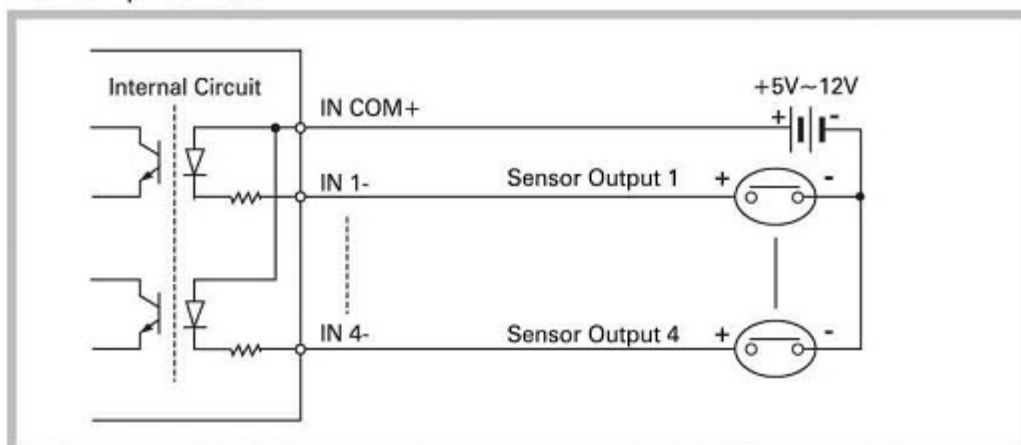 +5V~12V
Internal Circuit
IN COM+
+ -
IN 1- Sensor Output 1 + -
IN 4- Sensor Output 4 + -